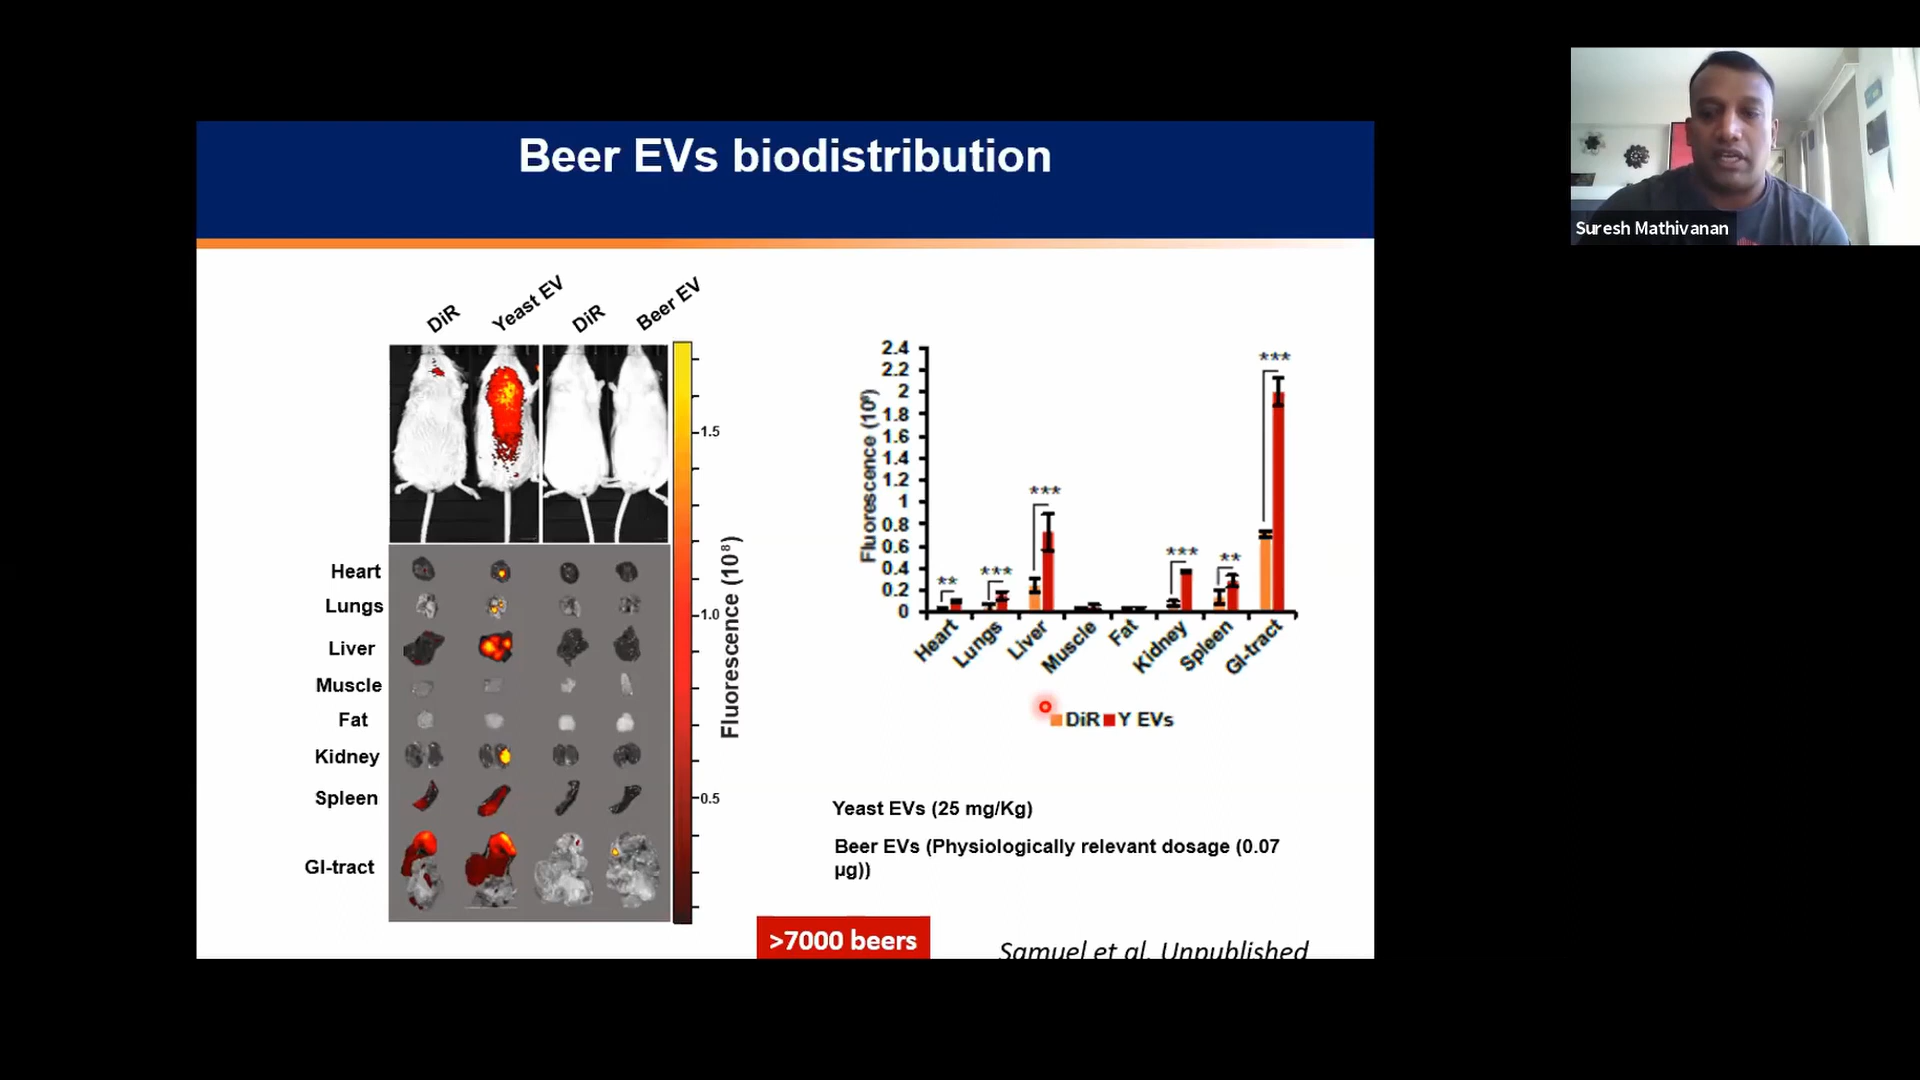 Beer EVs biodistribution
Suresh Mathivanan
DiR
Yeast EV
DiR
Beer EV
Heart
Lungs
Liver
Muscle
Fat
Kidney
Spleen
GI-tract
1.5
1.0
0.5
Fluorescence (10⁸)
2.4
2.2
2
1.8
1.6
1.4
1.2
1
0.8
0.6
0.4
0.2
0
Fluorescence (10⁸)
**
***
***
***
**
***
Heart
Lungs
Liver
Muscle
Fat
Kidney
Spleen
GI-tract
DiR Y EVs
Yeast EVs (25 mg/Kg)
Beer EVs (Physiologically relevant dosage (0.07
µg))
>7000 beers
Samuel et al. Unpublished